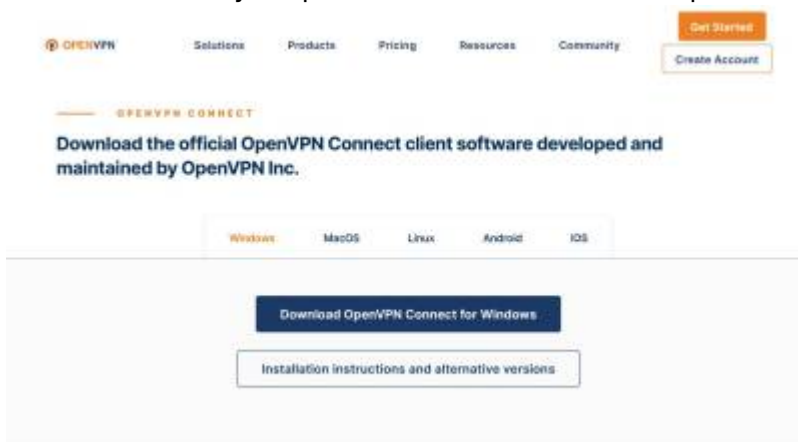 OPENVPN
Solutions
Products
Pricing
Resources
Community
Get Started
Create Account
OPENVPN CONNECT
Download the official OpenVPN Connect client software developed and
maintained by OpenVPN Inc.
Windows
MacOS
Linux
Android
iOS
Download OpenVPN Connect for Windows
Installation instructions and alternative versions